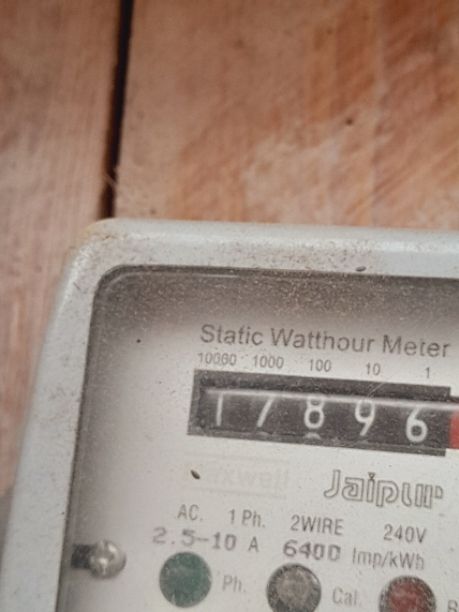 Static Watthour Meter
10000 1000 100 10 1
17896
Jaipur
AC. 1 Ph. 2WIRE 240V
2.5-10 A 6400 Imp/kWh
Ph. Cal.